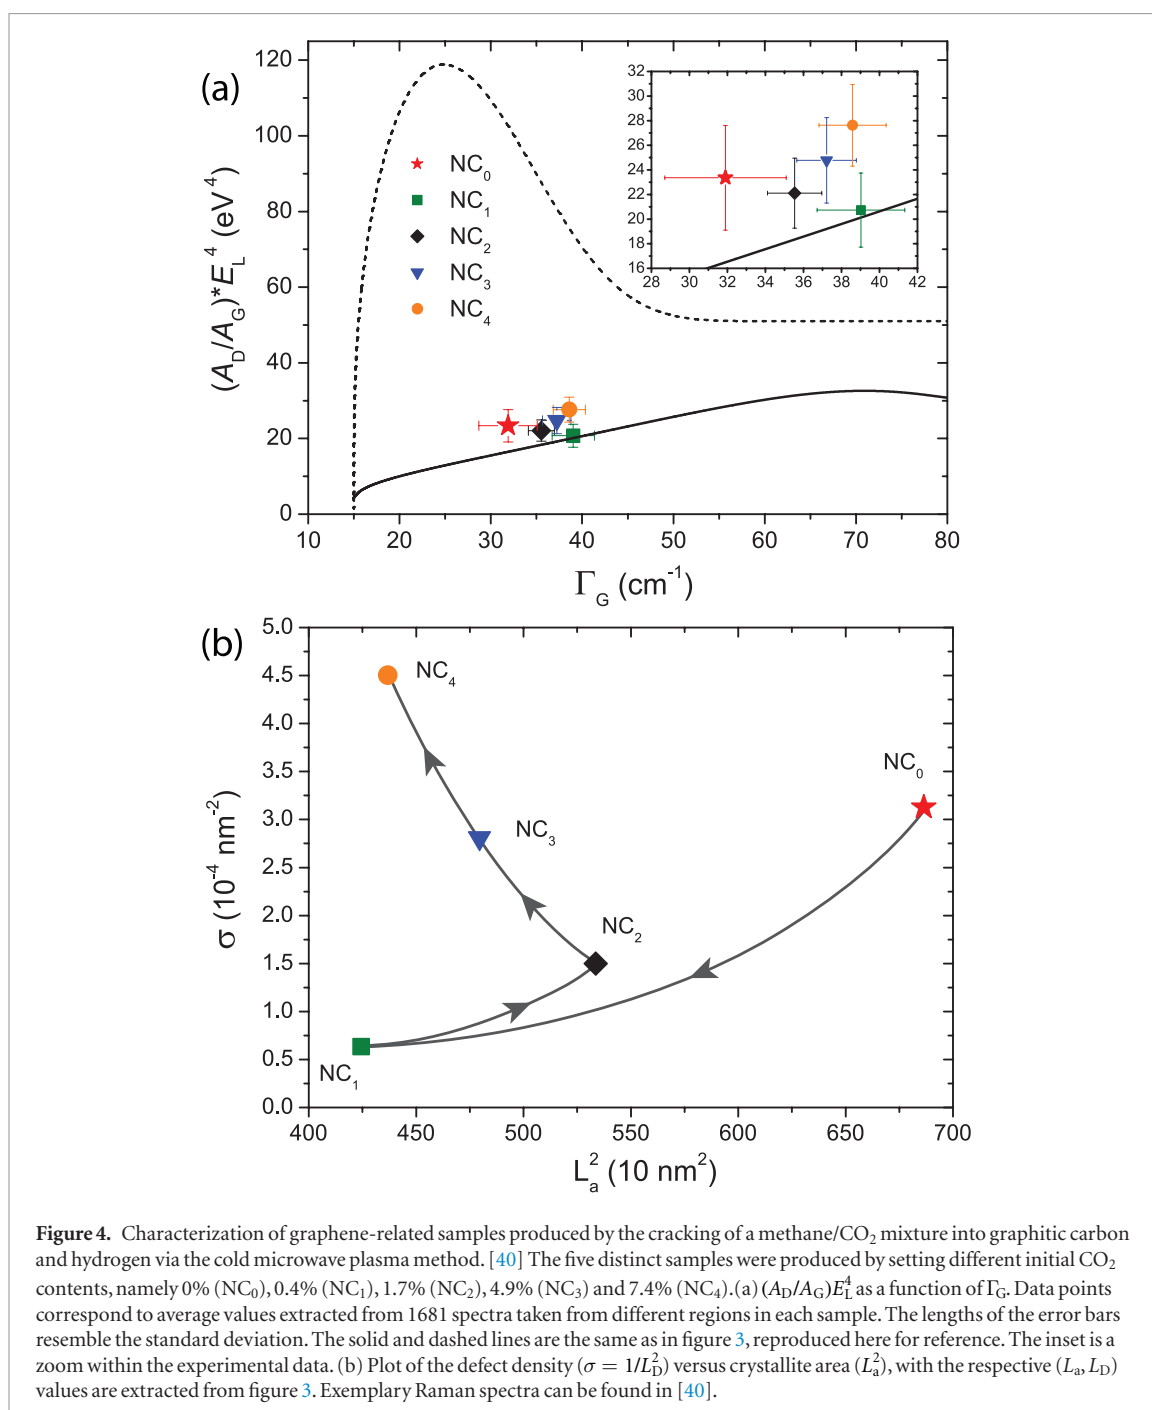 (a)
(A_D/A_G)*E_L^4 (eV^4)
120
100
80
60
40
20
0
NC_0
NC_1
NC_2
NC_3
NC_4
32
30
28
26
24
22
20
18
16
28 30 32 34 36 38 40 42
10 20 30 40 50 60 70 80
Γ_G (cm^-1)
(b)
σ (10^-4 nm^-2)
5.0
4.5
4.0
3.5
3.0
2.5
2.0
1.5
1.0
0.5
0.0
NC_4
NC_0
NC_3
NC_2
NC_1
400 450 500 550 600 650 700
L_a^2 (10 nm^2)
Figure 4. Characterization of graphene-related samples produced by the cracking of a methane/CO_2 mixture into graphitic carbon
and hydrogen via the cold microwave plasma method. [40] The five distinct samples were produced by setting different initial CO_2
contents, namely 0% (NC_0), 0.4% (NC_1), 1.7% (NC_2), 4.9% (NC_3) and 7.4% (NC_4).(a) (A_D/A_G)E_L^4 as a function of Γ_G. Data points
correspond to average values extracted from 1681 spectra taken from different regions in each sample. The lengths of the error bars
resemble the standard deviation. The solid and dashed lines are the same as in figure 3, reproduced here for reference. The inset is a
zoom within the experimental data. (b) Plot of the defect density (σ = 1/L_D^2) versus crystallite area (L_a^2), with the respective (L_a, L_D)
values are extracted from figure 3. Exemplary Raman spectra can be found in [40].